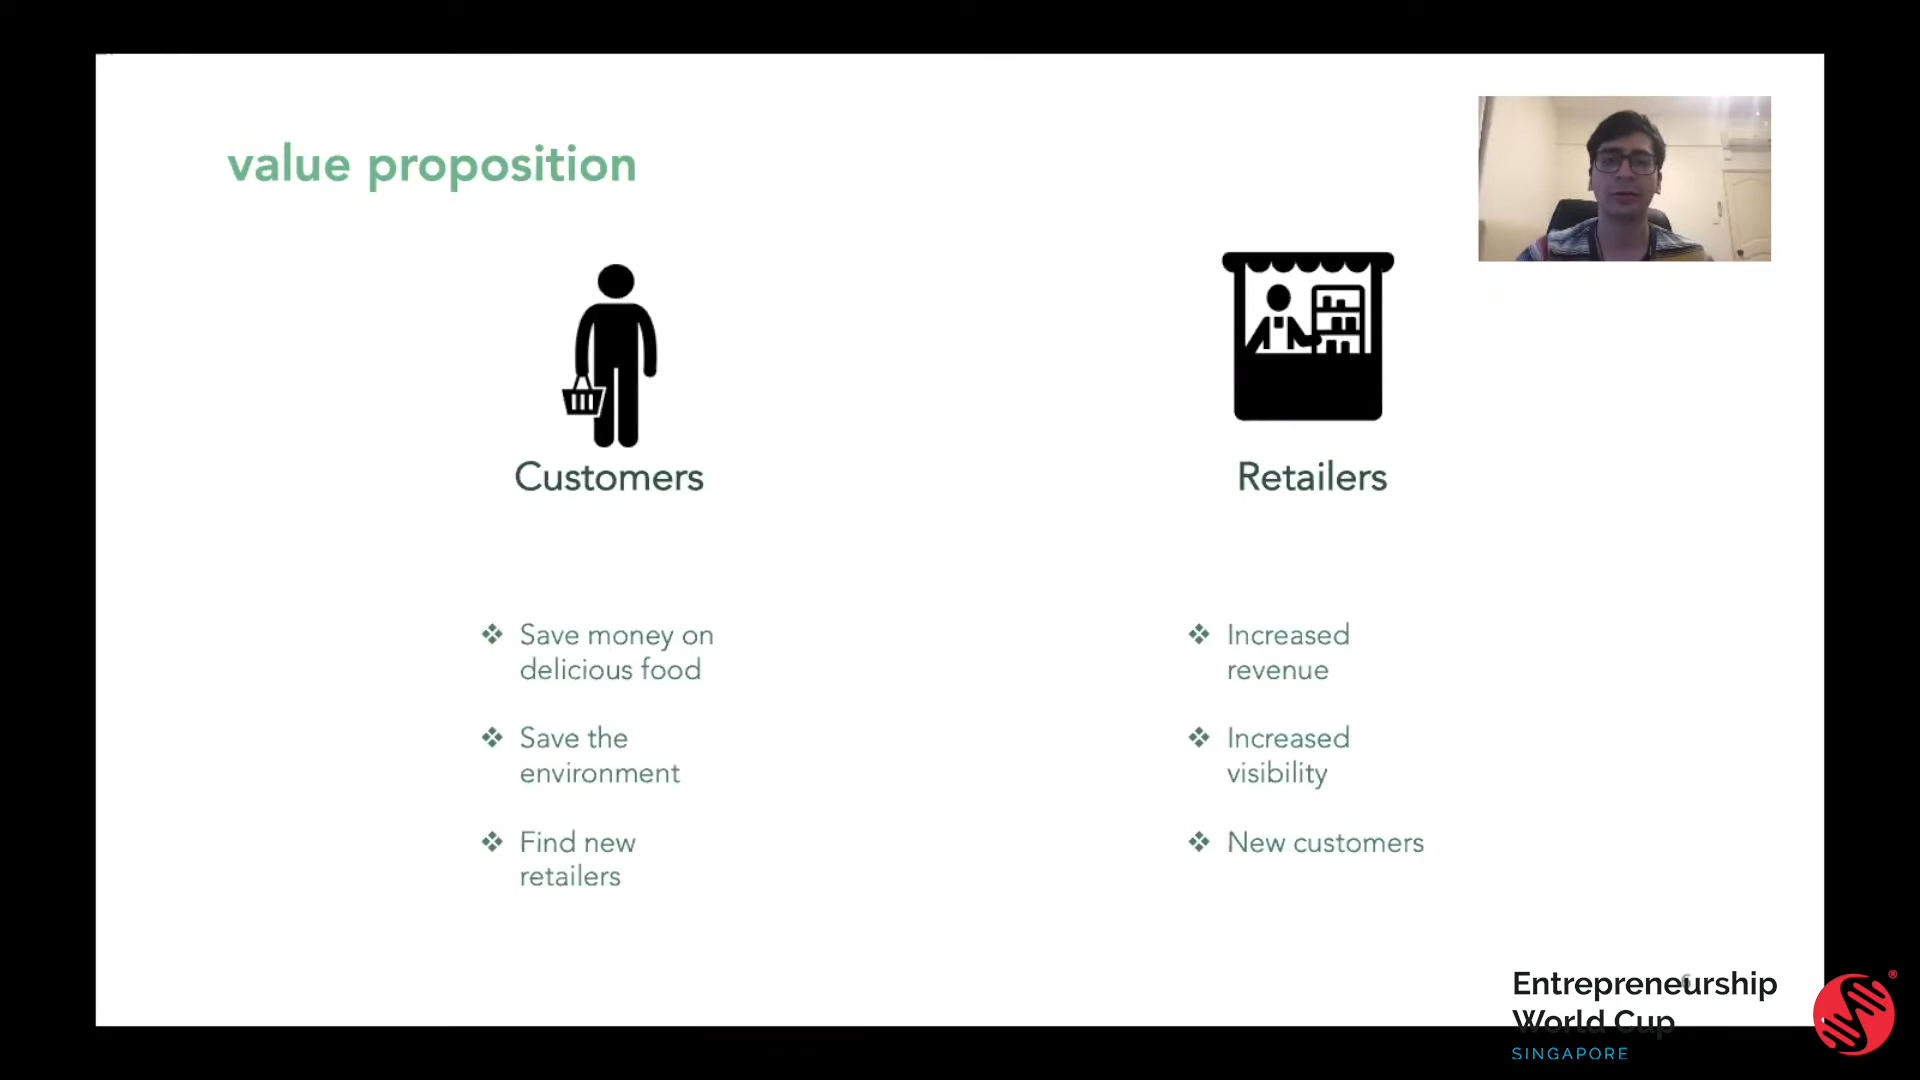 value proposition
Customers
❖ Save money on
delicious food
❖ Save the
environment
❖ Find new
retailers
Retailers
❖ Increased
revenue
❖ Increased
visibility
❖ New customers
6
Entrepreneurship
World Cup
SINGAPORE
®